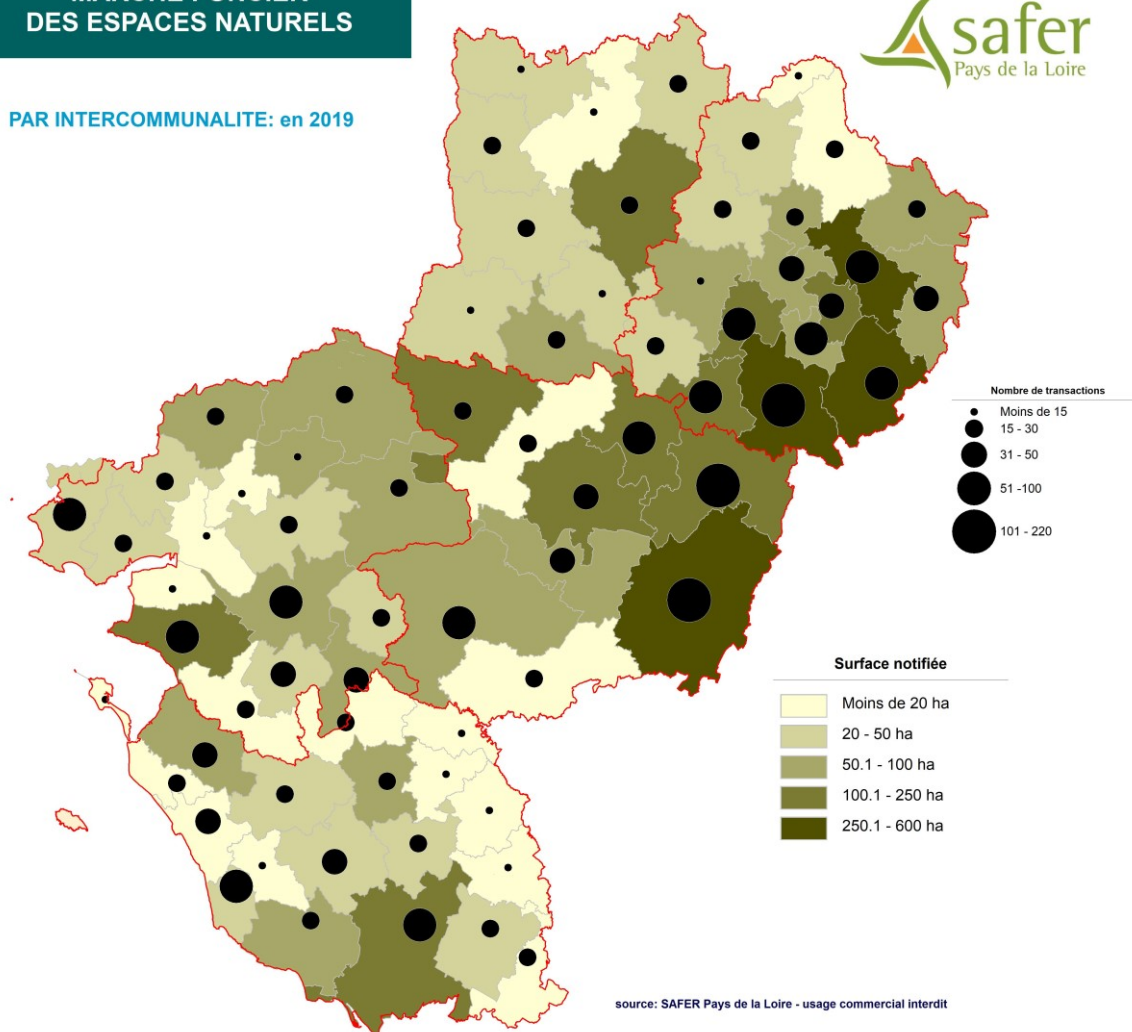 DES ESPACES NATURELS
PAR INTERCOMMUNALITE: en 2019
safer
Pays de la Loire
Nombre de transactions
Moins de 15
15 - 30
31 - 50
51 -100
101 - 220
Surface notifiée
Moins de 20 ha
20 - 50 ha
50.1 - 100 ha
100.1 - 250 ha
250.1 - 600 ha
source: SAFER Pays de la Loire - usage commercial interdit